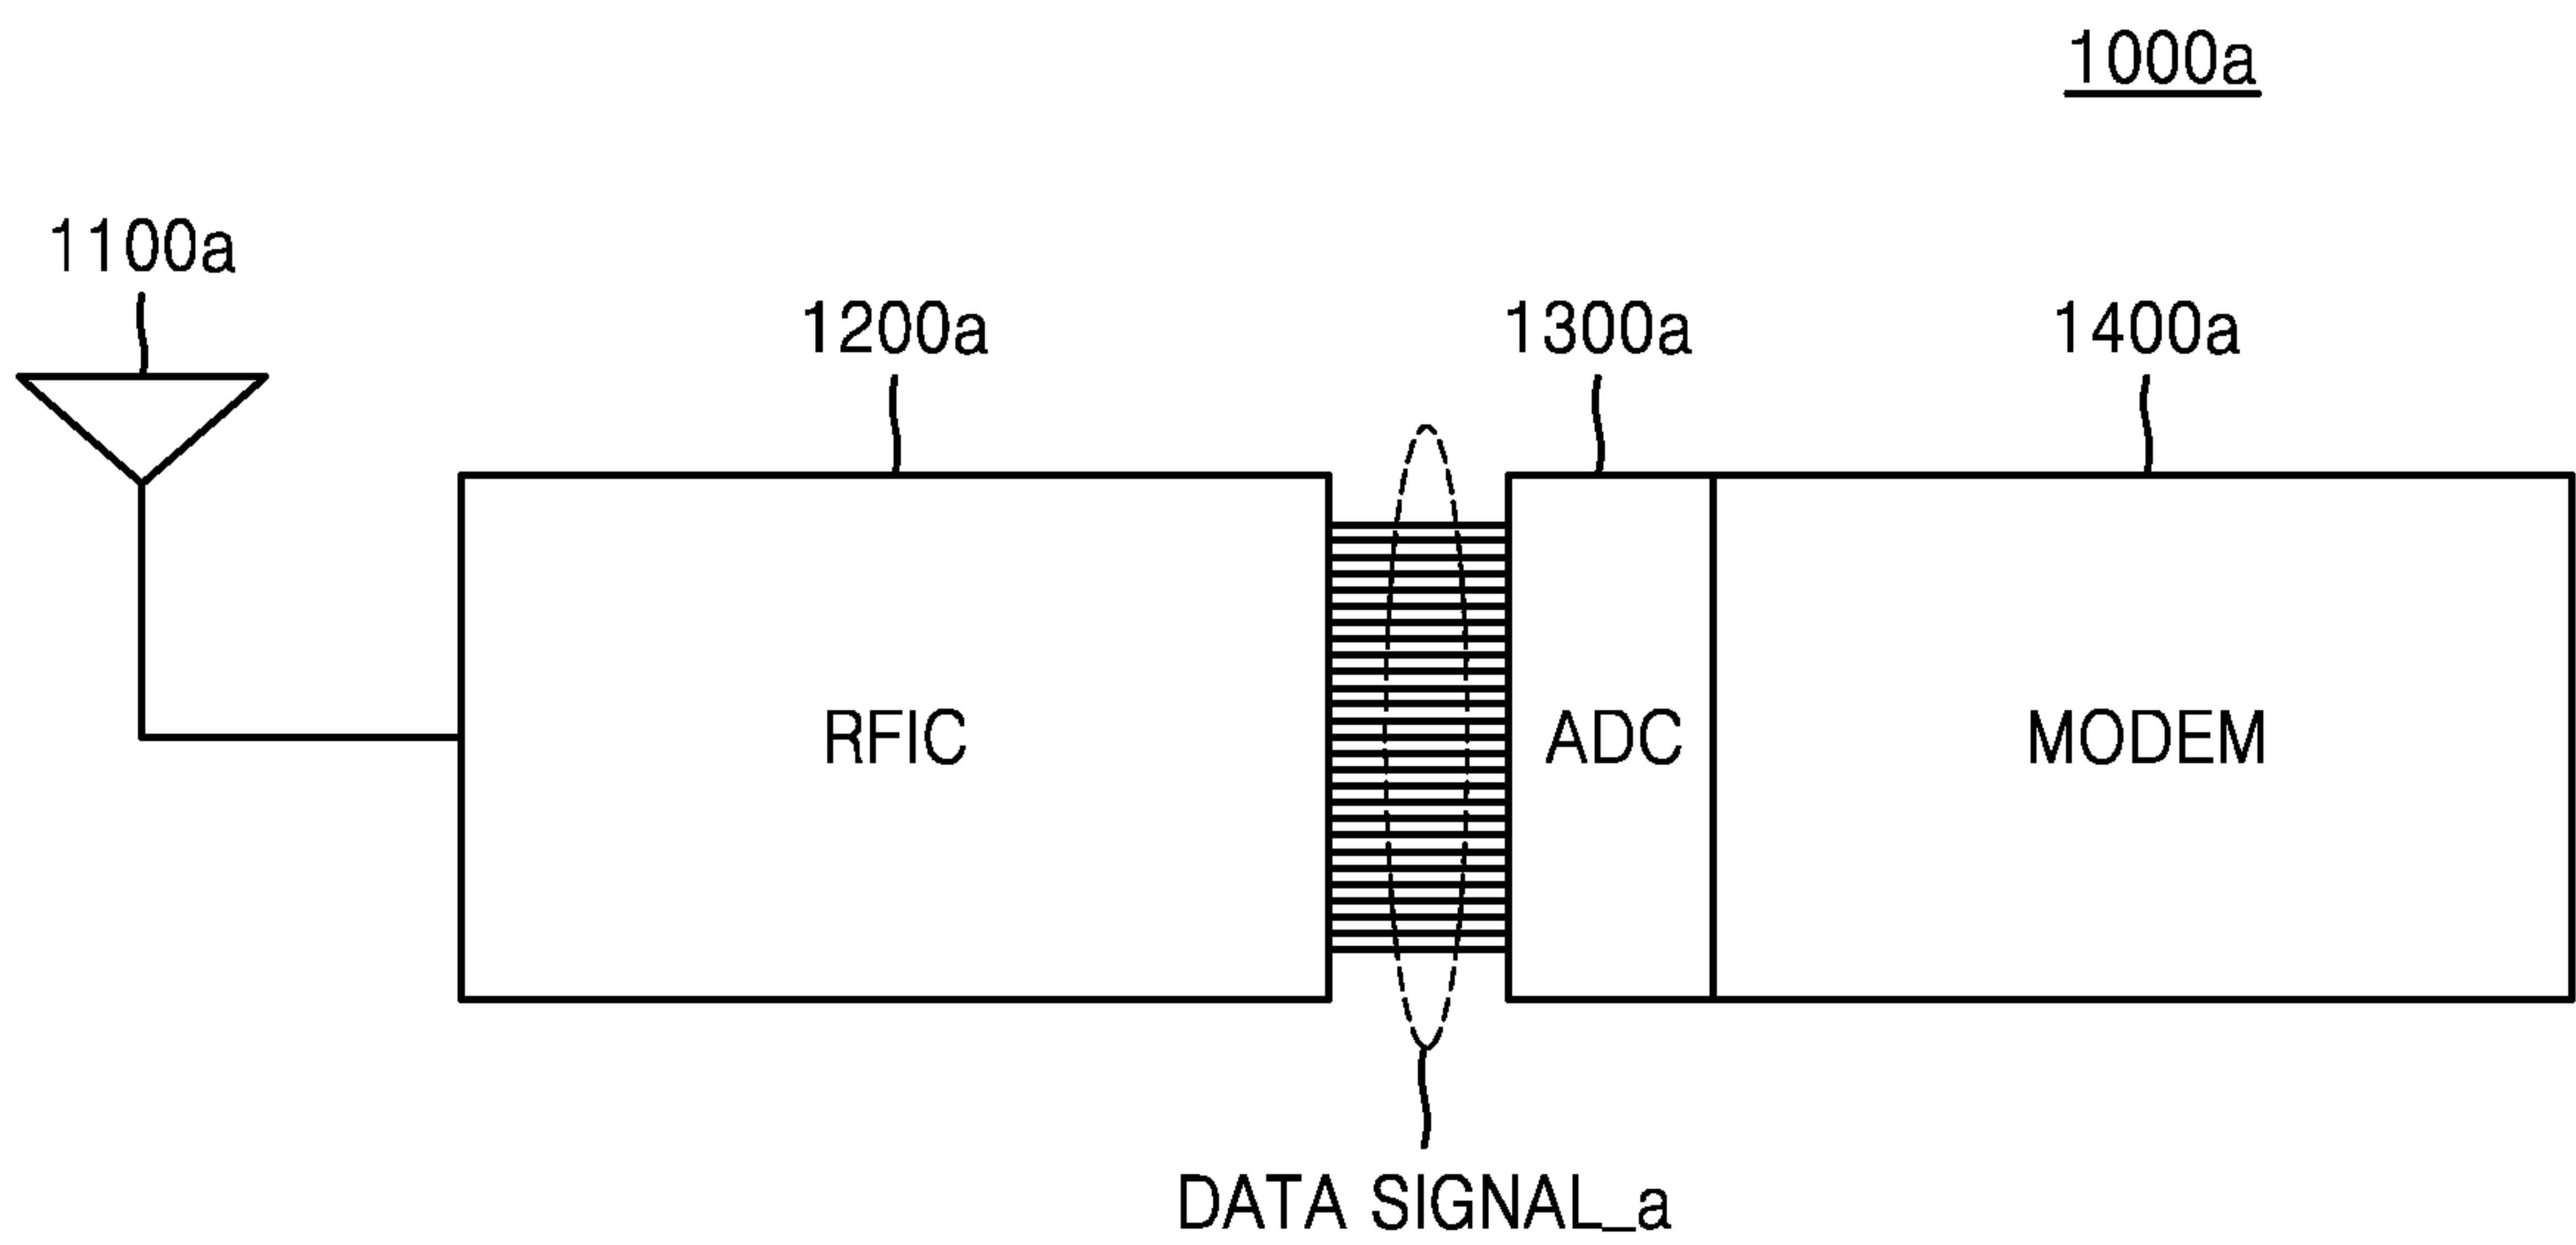 1000a
1100a
1200a
1300a
1400a
RFIC
ADC
MODEM
DATA SIGNAL_a